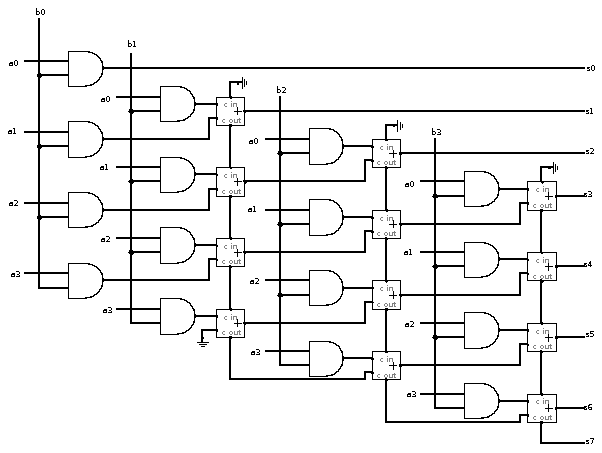 b0
b1
a0
s0
b2
a0
c in
+
c out
s1
b3
a1
a0
c in
+
c out
s2
a1
c in
+
c out
a0
c in
+
c out
s3
a2
a1
c in
+
c out
a2
c in
+
c out
a1
c in
+
c out
s4
a3
a2
c in
+
c out
a3
c in
+
c out
a2
c in
+
c out
s5
a3
c in
+
c out
a3
c in
+
c out
s6
s7